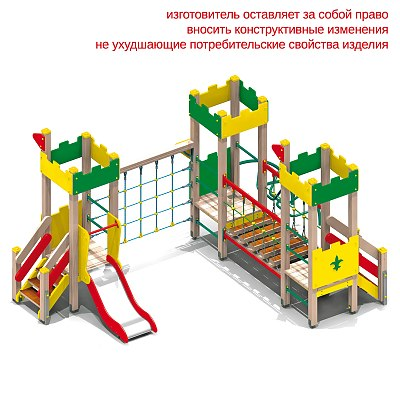 изготовитель оставляет за собой право
вносить конструктивные изменения
не ухудшающие потребительские свойства изделия